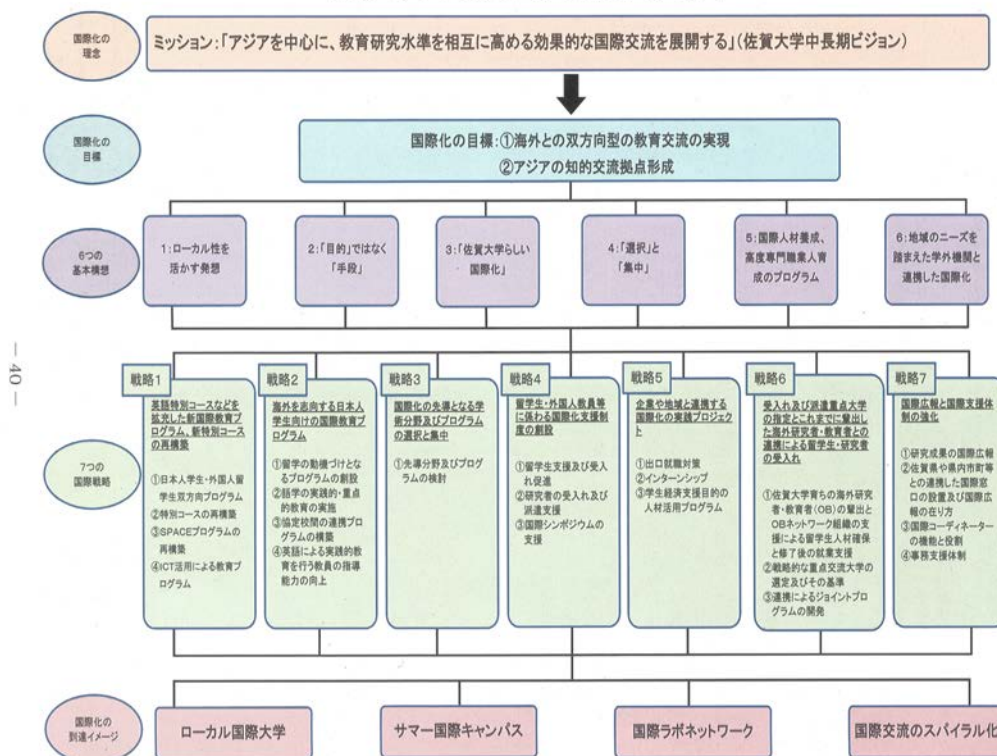 国際化の
理念
ミッション:「アジアを中心に、教育研究水準を相互に高める効果的な国際交流を展開する」(佐賀大学中長期ビジョン)
国際化の
目標
国際化の目標:①海外との双方向型の教育交流の実現
②アジアの知的交流拠点形成
6つの
基本構想
1:ローカル性を
活かす発想
2:「目的」ではなく
「手段」
3:「佐賀大学らしい
国際化」
4:「選択」と
「集中」
5:国際人材養成、
高度専門職業人育
成のプログラム
6:地域のニーズを
踏まえた学外機関と
連携した国際化
― 40 ―
7つの
国際戦略
戦略1
英語特別コースなどを
拡充した新国際教育プ
ログラム、新特別コース
の再構築
①日本人学生・外国人留
学生双方向プログラム
②特別コースの再構築
③SPACEプログラムの
再構築
④ICT活用による教育プ
ログラム
戦略2
海外を志向する日本人
学生向けの国際教育プ
ログラム
①留学の動機づけと
なるプログラムの創設
②語学の実践的・重点
的教育の実施
③協定校間の連携プロ
グラムの構築
④英語による実践的教
育を行う教員の指導
能力の向上
戦略3
国際化の先導となる学
術分野及びプログラム
の選択と集中
①先導分野及びプログ
ラムの検討
戦略4
留学生・外国人教員等
に係わる国際化支援制
度の創設
①留学生支援及び受入
れ促進
②研究者の受入れ及び
派遣支援
③国際シンポジウムの
支援
戦略5
企業や地域と連携する
国際化の実践プロジェク
ト
①出口就職対策
②インターンシップ
③学生経済支援目的の
人材活用プログラム
戦略6
受入れ及び派遣重点大学
の指定とこれまでに輩出し
た海外研究者・教育者との
連携による留学生・研究者
の受入れ
①佐賀大学育ちの海外研究
者・教育者(OB)の輩出と
OBネットワーク組織の支
援による留学生人材確保
と修了後の就業支援
②戦略的な重点交流大学の
選定及びその基準
③連携によるジョイントプロ
グラムの開発
戦略7
国際広報と国際支援体
制の強化
①研究成果の国際広報
②佐賀県や県内市町等
との連携した国際窓
口の設置及び国際広
報の在り方
③国際コーディネーター
の機能と役割
④事務支援体制
国際化の
到達イメージ
ローカル国際大学
サマー国際キャンパス
国際ラボネットワーク
国際交流のスパイラル化